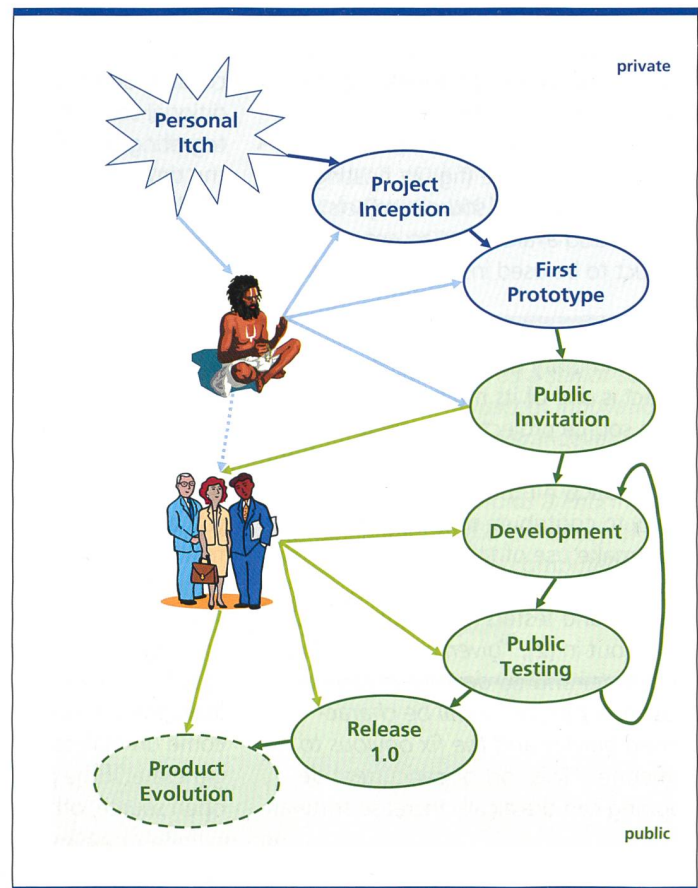 private
Personal
Itch
Project
Inception
First
Prototype
Public
Invitation
Development
Public
Testing
Release
1.0
Product
Evolution
public